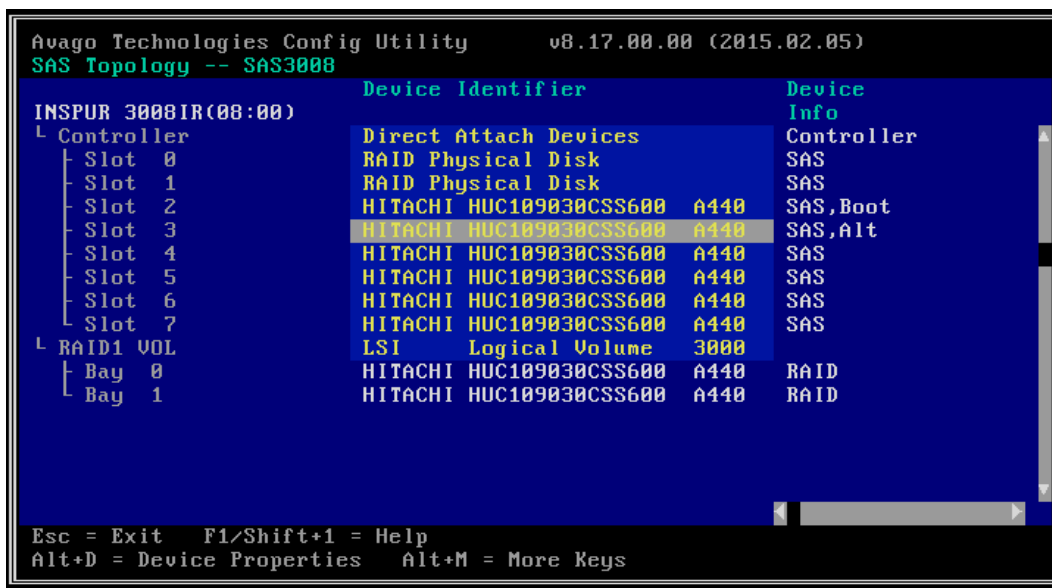 Avago Technologies Config Utility v8.17.00.00 (2015.02.05)
SAS Topology -- SAS3008
Device Identifier Device
INSPUR 3008IR(08:00) Info
Controller Direct Attach Devices Controller
Slot 0 RAID Physical Disk SAS
Slot 1 RAID Physical Disk SAS
Slot 2 HITACHI HUC109030CSS600 A440 SAS,Boot
Slot 3 HITACHI HUC109030CSS600 A440 SAS,Alt
Slot 4 HITACHI HUC109030CSS600 A440 SAS
Slot 5 HITACHI HUC109030CSS600 A440 SAS
Slot 6 HITACHI HUC109030CSS600 A440 SAS
Slot 7 HITACHI HUC109030CSS600 A440 SAS
RAID1 VOL LSI Logical Volume 3000
Bay 0 HITACHI HUC109030CSS600 A440 RAID
Bay 1 HITACHI HUC109030CSS600 A440 RAID
Esc = Exit F1/Shift+1 = Help
Alt+D = Device Properties Alt+M = More Keys